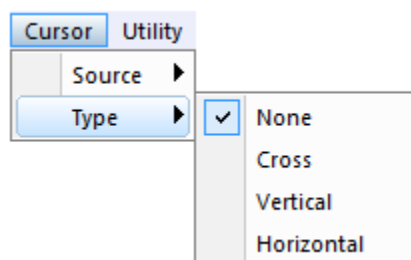 Cursor Utility
Source
Type
None
Cross
Vertical
Horizontal